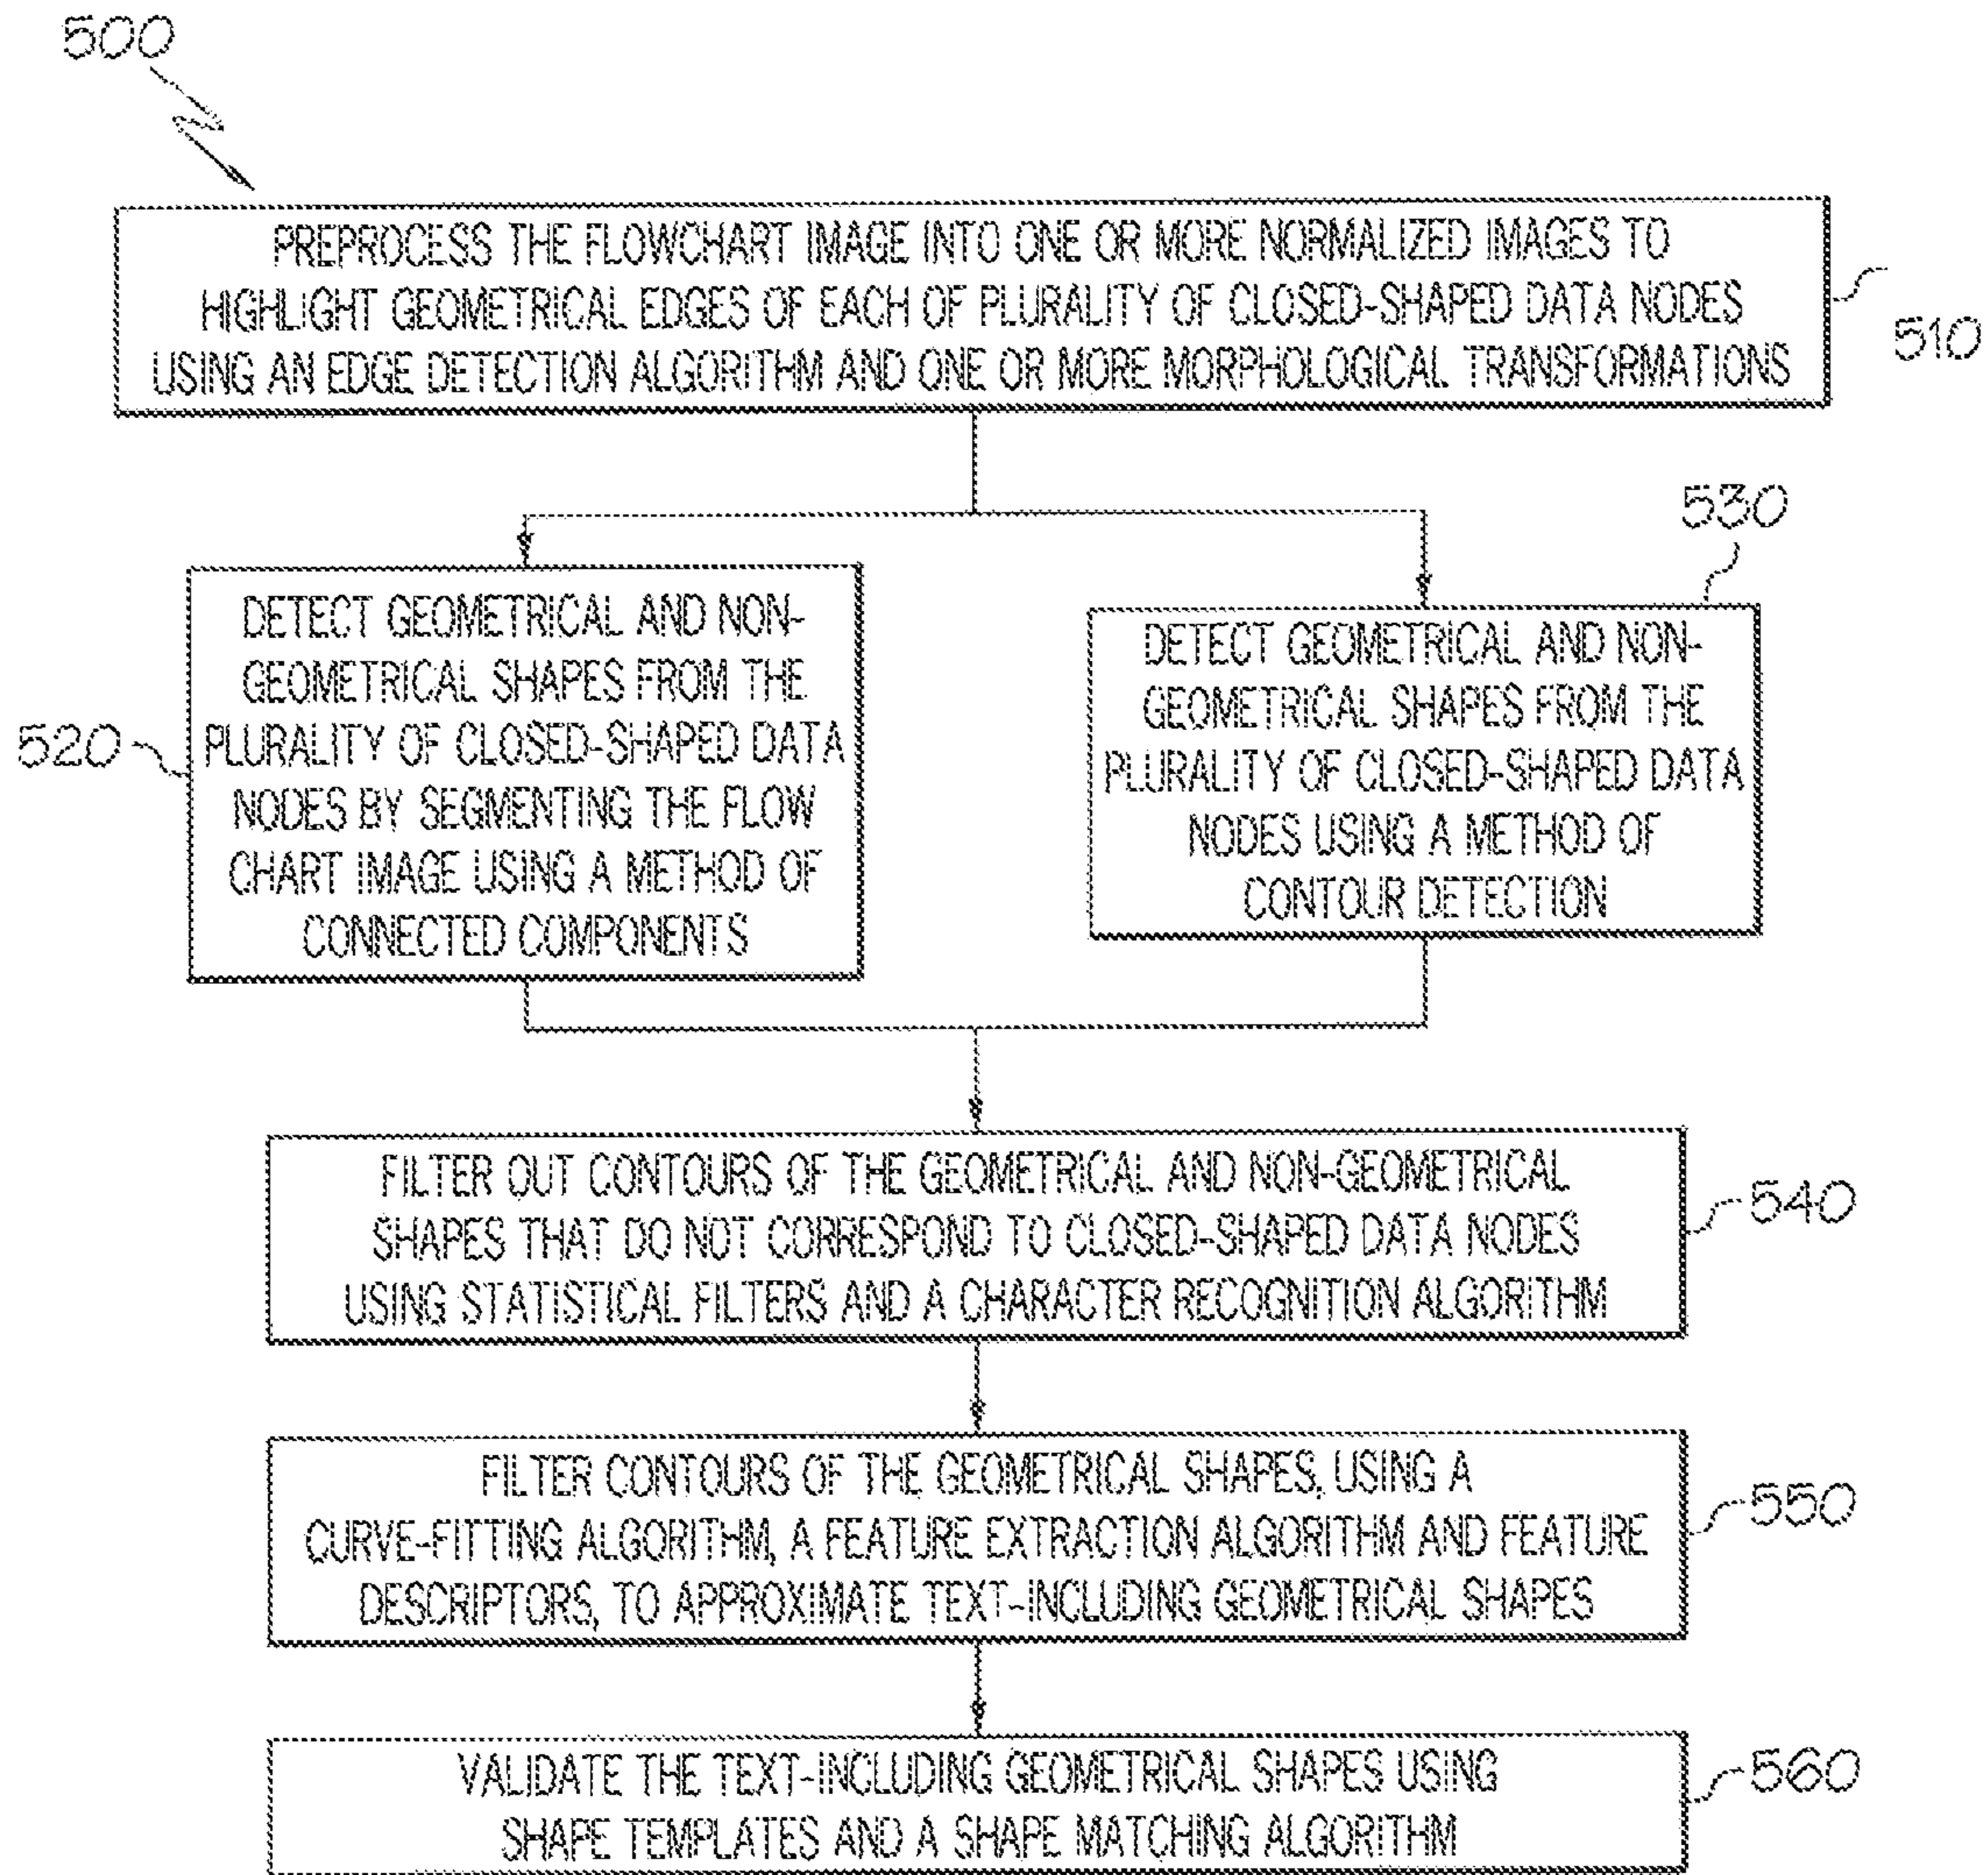 500
PREPROCESS THE FLOWCHART IMAGE INTO ONE OR MORE NORMALIZED IMAGES TO
HIGHLIGHT GEOMETRICAL EDGES OF EACH OF PLURALITY OF CLOSED-SHAPED DATA NODES
USING AN EDGE DETECTION ALGORITHM AND ONE OR MORE MORPHOLOGICAL TRANSFORMATIONS
510
520
DETECT GEOMETRICAL AND NON-
GEOMETRICAL SHAPES FROM THE
PLURALITY OF CLOSED-SHAPED DATA
NODES BY SEGMENTING THE FLOW
CHART IMAGE USING A METHOD OF
CONNECTED COMPONENTS
530
DETECT GEOMETRICAL AND NON-
GEOMETRICAL SHAPES FROM THE
PLURALITY OF CLOSED-SHAPED DATA
NODES USING A METHOD OF
CONTOUR DETECTION
FILTER OUT CONTOURS OF THE GEOMETRICAL AND NON-GEOMETRICAL
SHAPES THAT DO NOT CORRESPOND TO CLOSED-SHAPED DATA NODES
USING STATISTICAL FILTERS AND A CHARACTER RECOGNITION ALGORITHM
540
FILTER CONTOURS OF THE GEOMETRICAL SHAPES, USING A
CURVE-FITTING ALGORITHM, A FEATURE EXTRACTION ALGORITHM AND FEATURE
DESCRIPTORS, TO APPROXIMATE TEXT-INCLUDING GEOMETRICAL SHAPES
550
VALIDATE THE TEXT-INCLUDING GEOMETRICAL SHAPES USING
SHAPE TEMPLATES AND A SHAPE MATCHING ALGORITHM
560